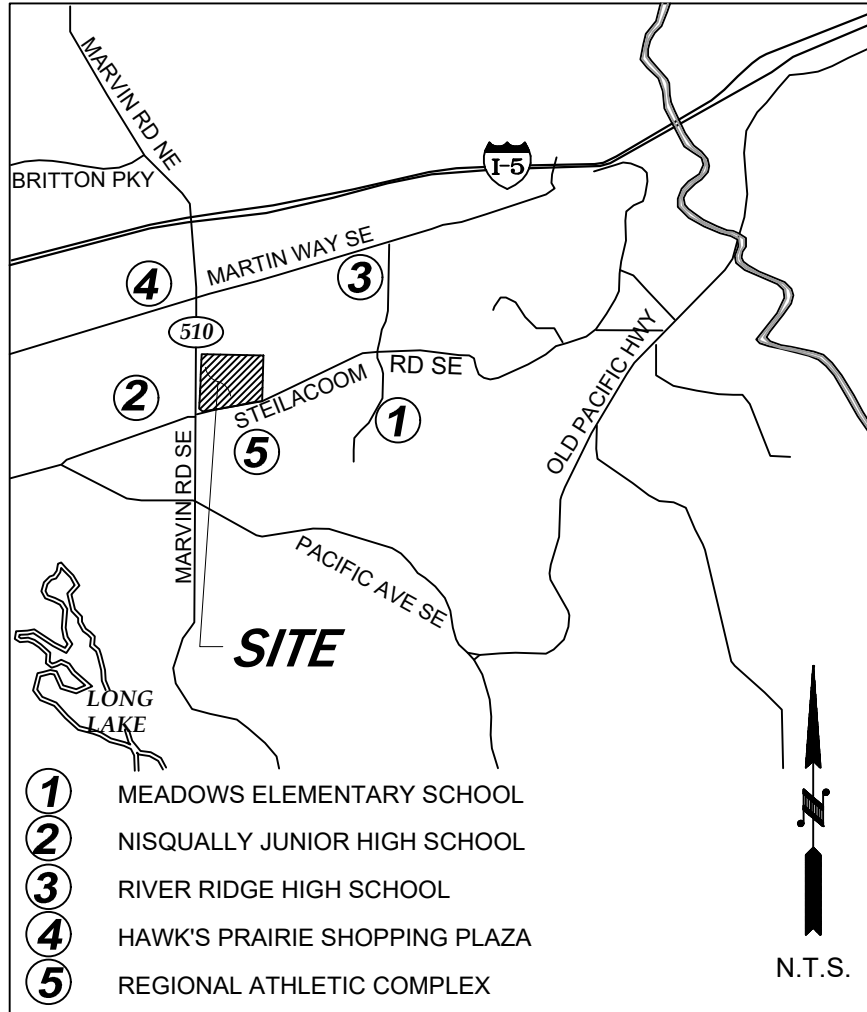 MARVIN RD NE
BRITTON PKY
I-5
MARTIN WAY SE
4
3
510
2
STEILACOOM
RD SE
5
1
OLD PACIFIC HWY
MARVIN RD SE
PACIFIC AVE SE
SITE
LONG
LAKE
1 MEADOWS ELEMENTARY SCHOOL
2 NISQUALLY JUNIOR HIGH SCHOOL
3 RIVER RIDGE HIGH SCHOOL
4 HAWK'S PRAIRIE SHOPPING PLAZA
5 REGIONAL ATHLETIC COMPLEX
N
N.T.S.